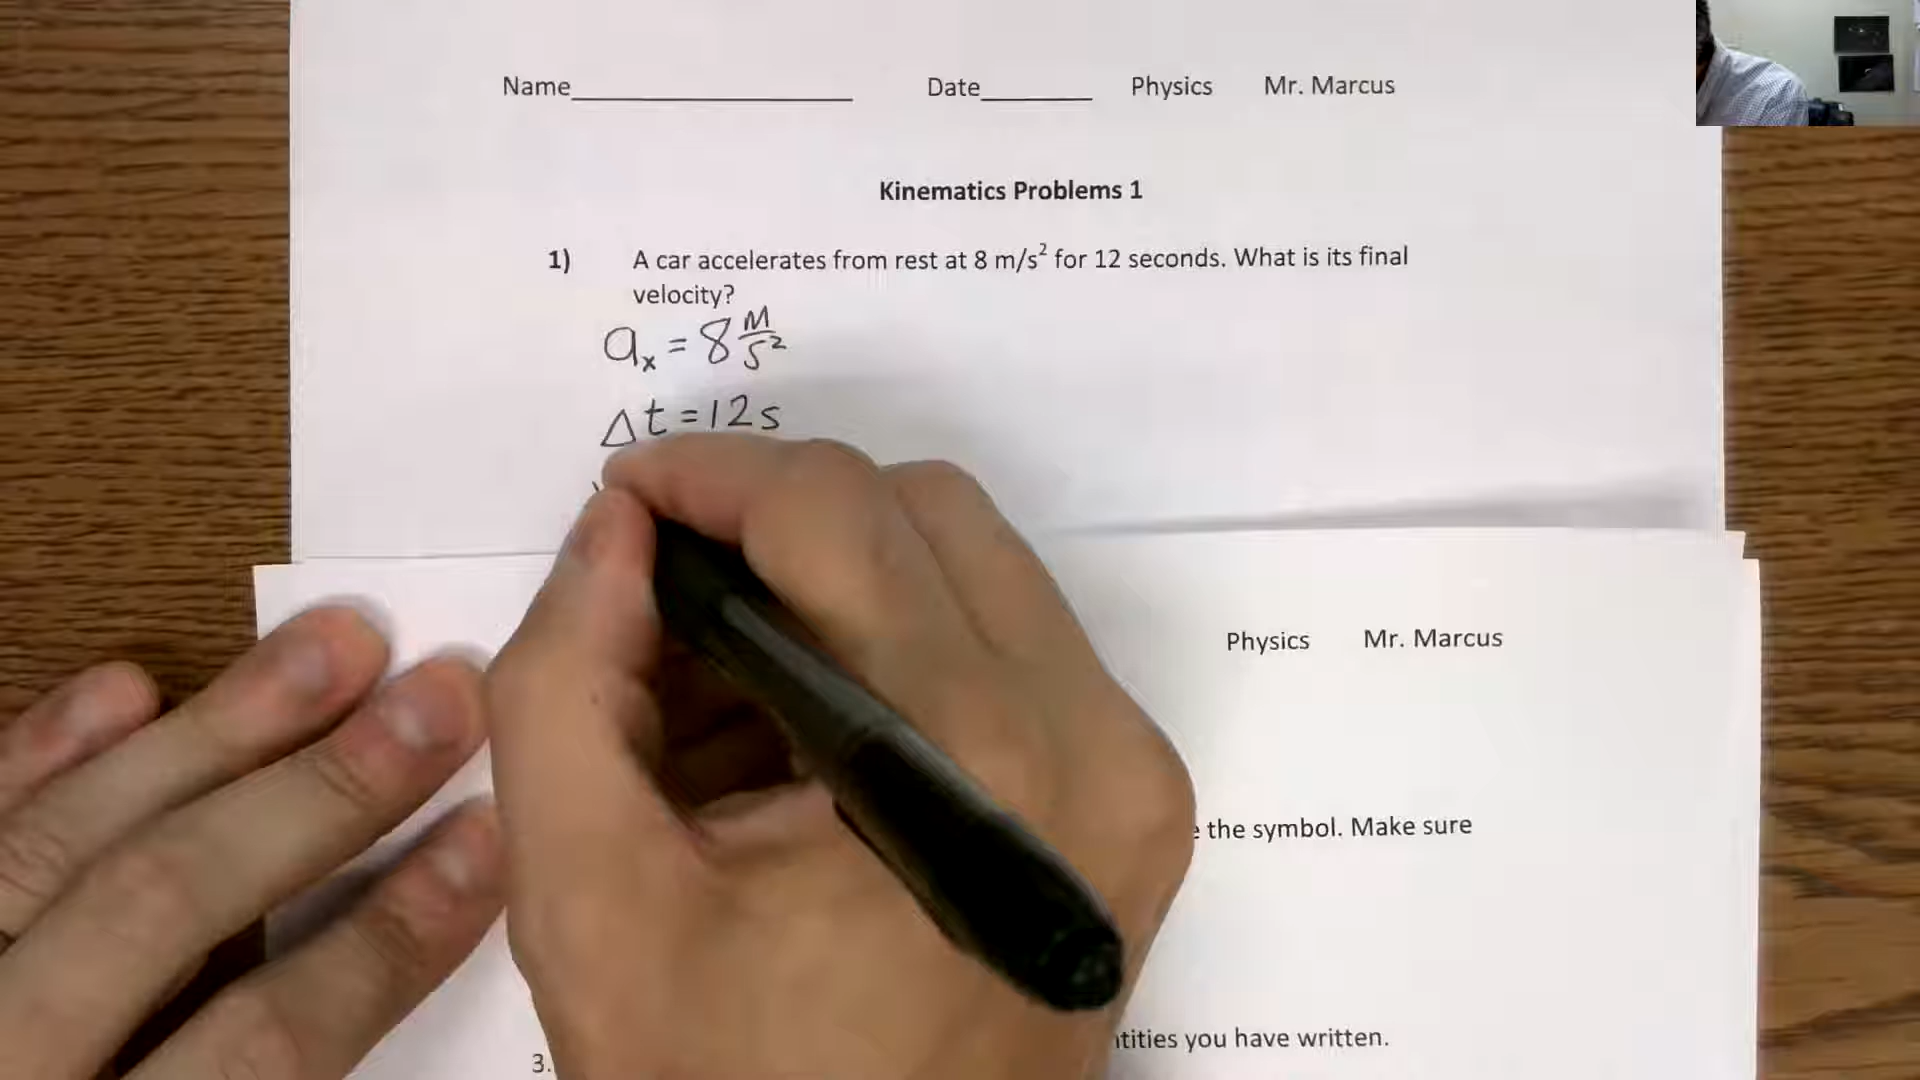 Name Date Physics Mr. Marcus
Kinematics Problems 1
1) A car accelerates from rest at 8 m/s² for 12 seconds. What is its final
velocity?
aₓ = 8 m/s²
Δt = 12s
Physics Mr. Marcus
the symbol. Make sure
you have written.
3.